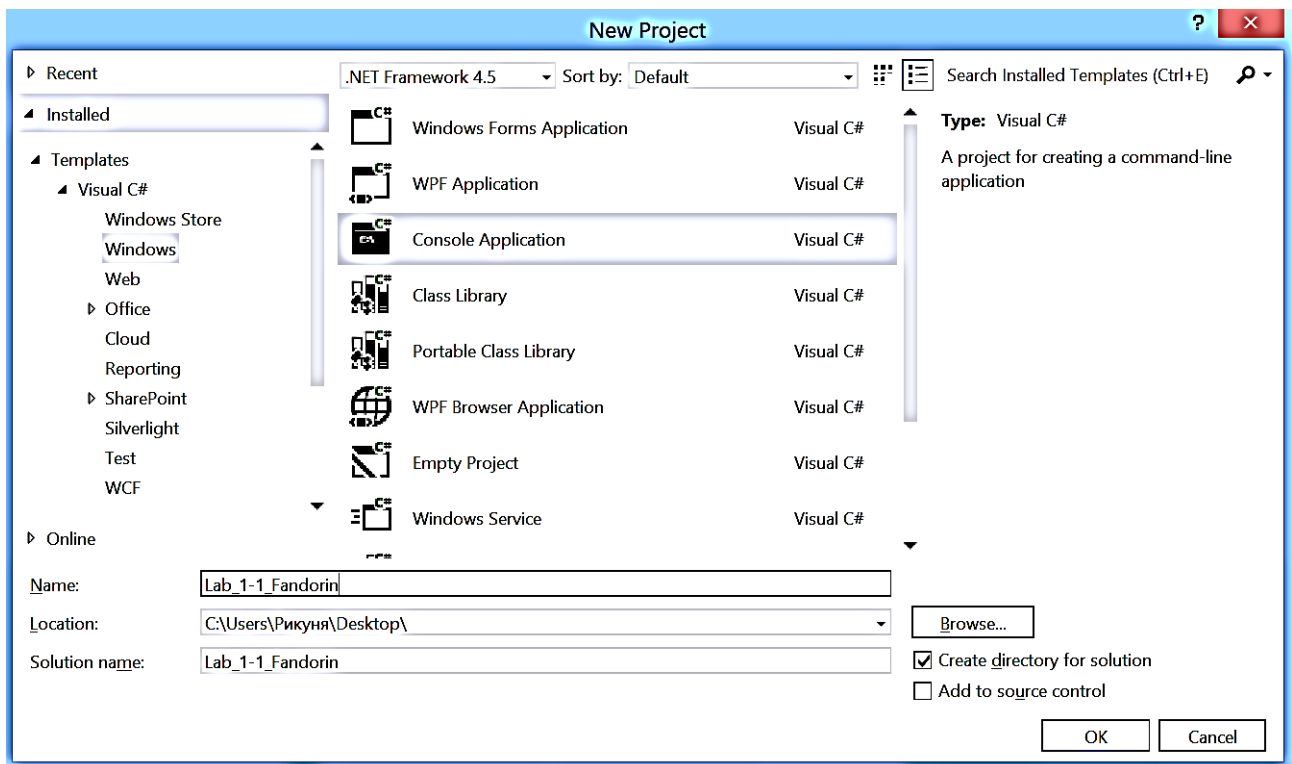 New Project
?
Recent
.NET Framework 4.5 Sort by: Default Search Installed Templates (Ctrl+E)
Installed
Templates
Visual C#
Windows Store
Windows
Web
Office
Cloud
Reporting
SharePoint
Silverlight
Test
WCF
Online
C# Windows Forms Application Visual C#
C# WPF Application Visual C#
C# Console Application Visual C#
C# Class Library Visual C#
C# Portable Class Library Visual C#
C# WPF Browser Application Visual C#
C# Empty Project Visual C#
C# Windows Service Visual C#
Type: Visual C#
A project for creating a command-line
application
Name: Lab_1-1_Fandorin
Location: C:\Users\Рикуня\Desktop\ Browse...
Solution name: Lab_1-1_Fandorin
Create directory for solution
Add to source control
OK Cancel